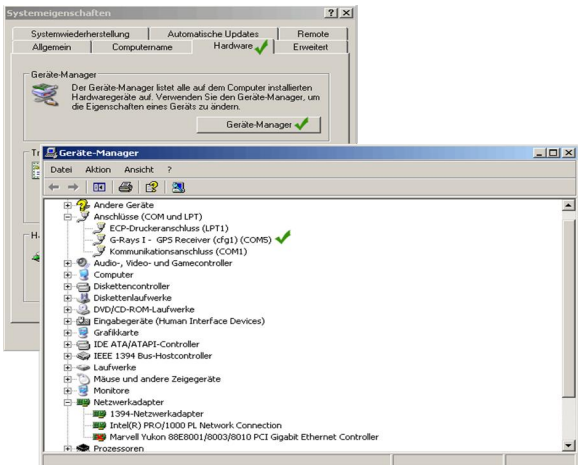 Systemeigenschaften
Systemwiederherstellung Automatische Updates Remote
Allgemein Computername Hardware Erweitert
Geräte-Manager
Der Geräte-Manager listet alle auf dem Computer installierten
Hardwaregeräte auf. Verwenden Sie den Geräte-Manager, um
die Eigenschaften eines Geräts zu ändern.
Geräte-Manager
Tr
H
Geräte-Manager
Datei Aktion Ansicht ?
Andere Geräte
Anschlüsse (COM und LPT)
ECP-Druckeranschluss (LPT1)
G-Rays I - GPS Receiver (cfg1) (COM5)
Kommunikationsanschluss (COM1)
Audio-, Video- und Gamecontroller
Computer
Diskettencontroller
Diskettenlaufwerke
DVD/CD-ROM-Laufwerke
Eingabegeräte (Human Interface Devices)
Grafikkarte
IDE ATA/ATAPI-Controller
IEEE 1394 Bus-Hostcontroller
Laufwerke
Mäuse und andere Zeigegeräte
Monitore
Netzwerkadapter
1394-Netzwerkadapter
Intel(R) PRO/1000 PL Network Connection
Marvell Yukon 88E8001/8003/8010 PCI Gigabit Ethernet Controller
Prozessoren